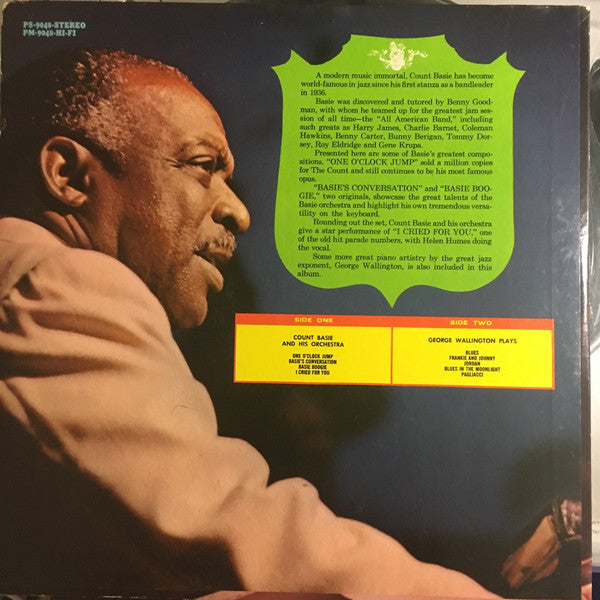 PS-9048-STEREO
PM-9048-HI-FI
A modern music immortal, Count Basie has become
world-famous in jazz since his first stanza as a bandleader
in 1936.
Basie was discovered and tutored by Benny Good-
man, with whom he teamed up for the greatest jam ses-
sion of all time—the "All American Band," including
such greats as Harry James, Charlie Barnet, Coleman
Hawkins, Benny Carter, Bunny Berigan, Tommy Dor-
sey, Roy Eldridge and Gene Krupa.
Presented here are some of Basie's greatest compo-
sitions. "ONE O'CLOCK JUMP" sold a million copies
for The Count and still continues to be his most famous
opus.
"BASIE'S CONVERSATION" and "BASIE BOO-
GIE," two originals, showcase the great talents of the
Basie orchestra and highlight his own tremendous versa-
tility on the keyboard.
Rounding out the set, Count Basie and his orchestra
give a star performance of "I CRIED FOR YOU," one
of the old hit parade numbers, with Helen Humes doing
the vocal.
Some more great piano artistry by the great jazz
exponent, George Wallington, is also included in this
album.
SIDE ONE
COUNT BASIE
AND HIS ORCHESTRA
ONE O'CLOCK JUMP
BASIE'S CONVERSATION
BASIE BOOGIE
I CRIED FOR YOU
SIDE TWO
GEORGE WALLINGTON PLAYS
BLUES
FRANKIE AND JOHNNY
JORDAN
BLUES IN THE MOONLIGHT
PAGLIACCI